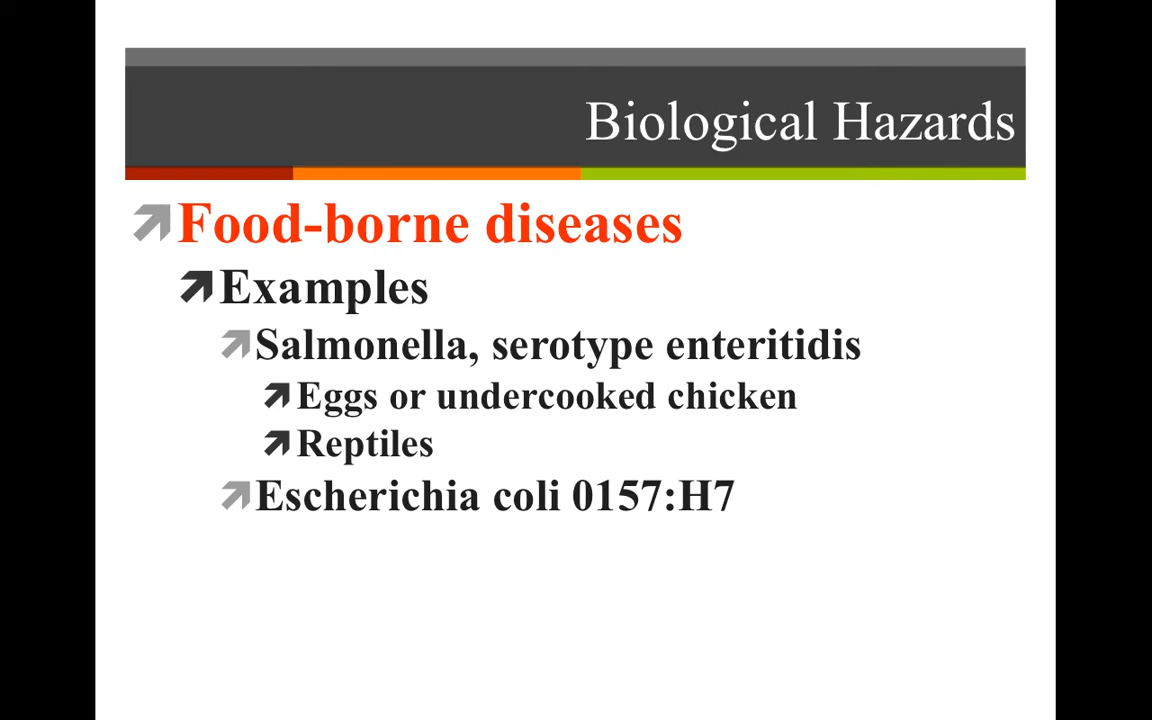 Biological Hazards
Food-borne diseases
Examples
Salmonella, serotype enteritidis
Eggs or undercooked chicken
Reptiles
Escherichia coli 0157:H7